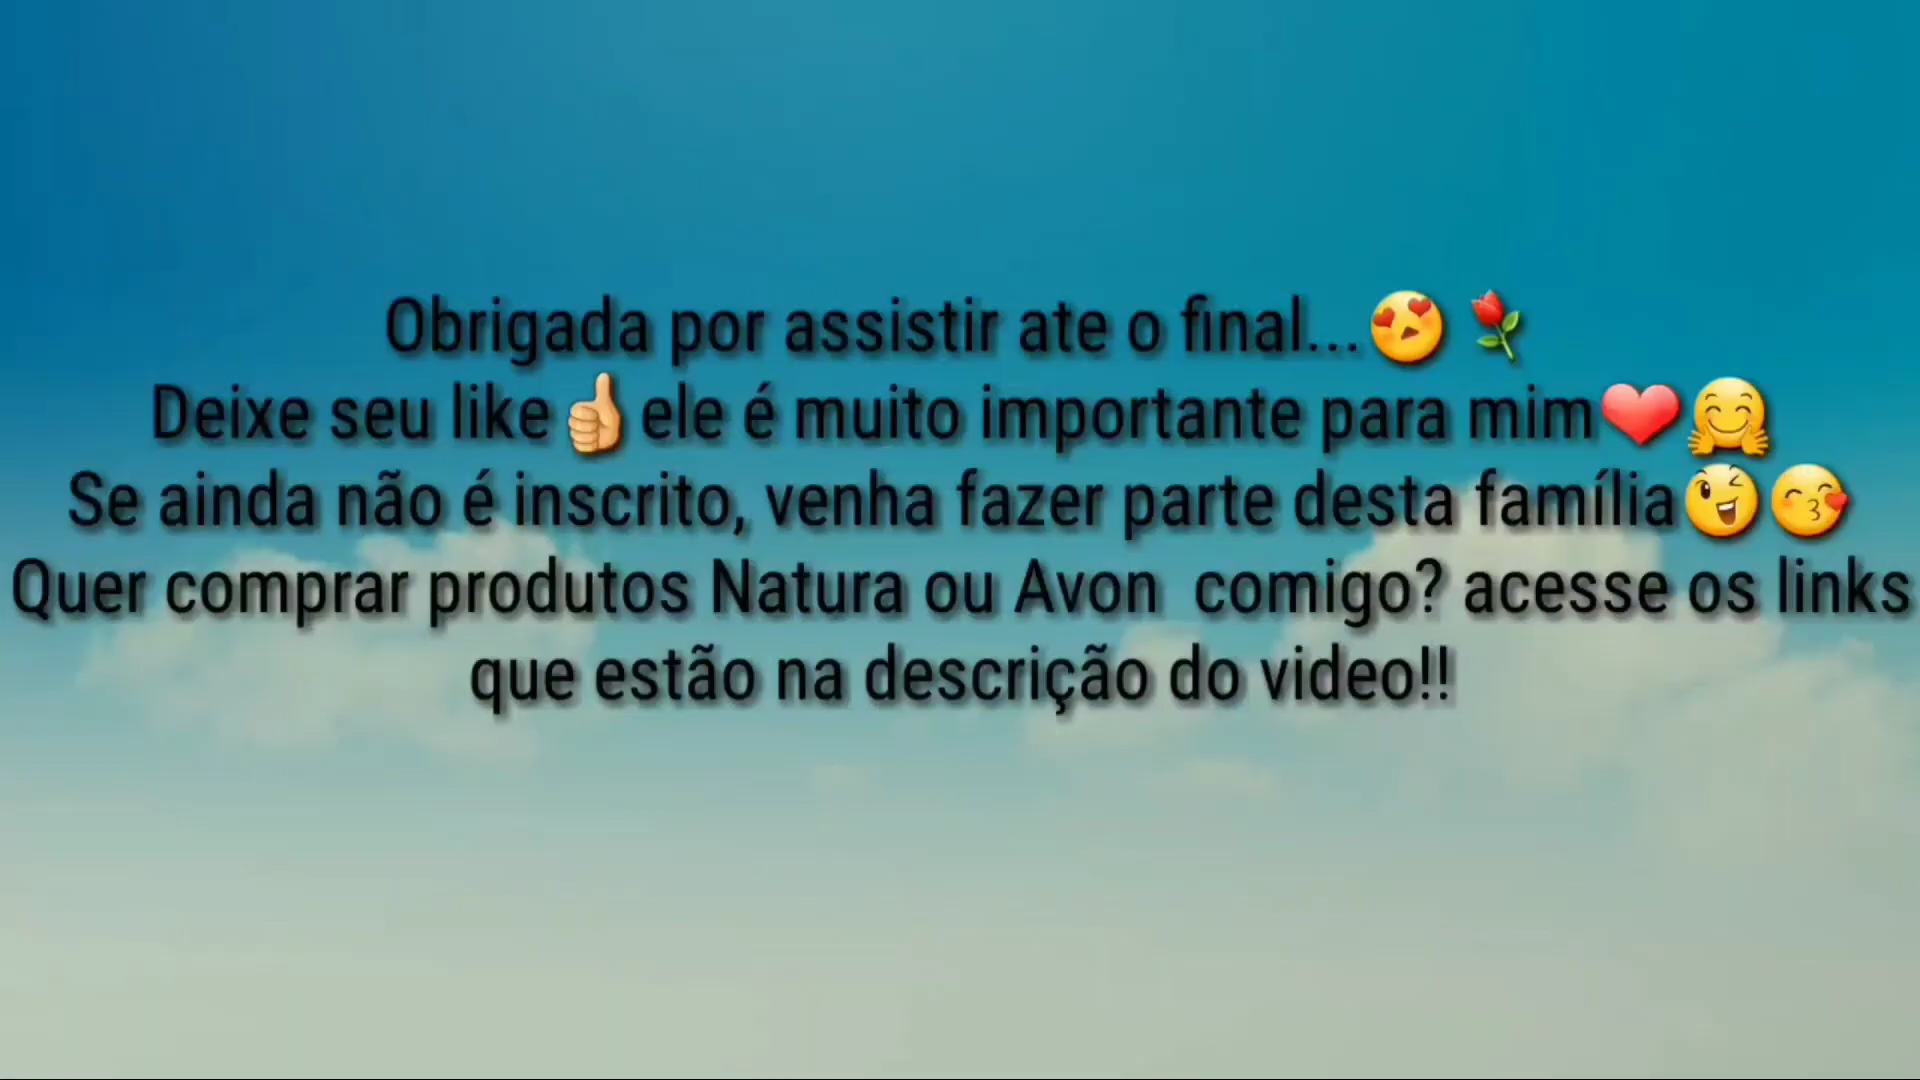 Obrigada por assistir ate o final...😍🌹
Deixe seu like👍🏼ele é muito importante para mim❤️🤗
Se ainda não é inscrito, venha fazer parte desta família😉😘
Quer comprar produtos Natura ou Avon  comigo? acesse os links
que estão na descrição do video!!